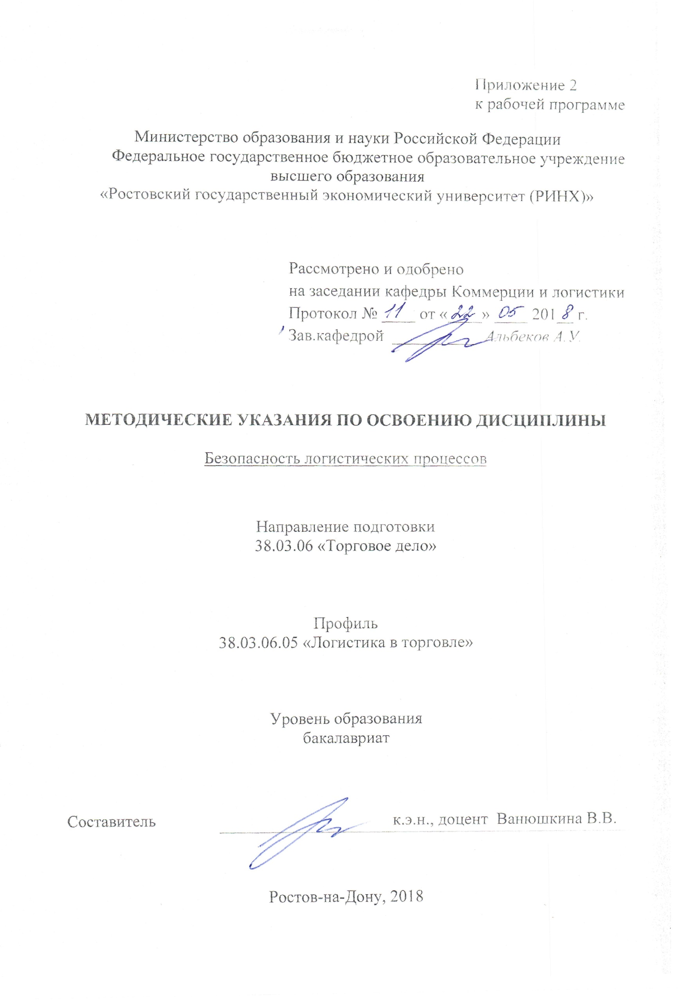 Приложение 2
к рабочей программе
Министерство образования и науки Российской Федерации
Федеральное государственное бюджетное образовательное учреждение
высшего образования
«Ростовский государственный экономический университет (РИНХ)»
Рассмотрено и одобрено
на заседании кафедры Коммерции и логистики
Протокол № 11 от «22» 05 2018 г.
Зав.кафедрой Альбеков А.У.
МЕТОДИЧЕСКИЕ УКАЗАНИЯ ПО ОСВОЕНИЮ ДИСЦИПЛИНЫ
Безопасность логистических процессов
Направление подготовки
38.03.06 «Торговое дело»
Профиль
38.03.06.05 «Логистика в торговле»
Уровень образования
бакалавриат
Составитель к.э.н., доцент Ванюшкина В.В.
Ростов-на-Дону, 2018